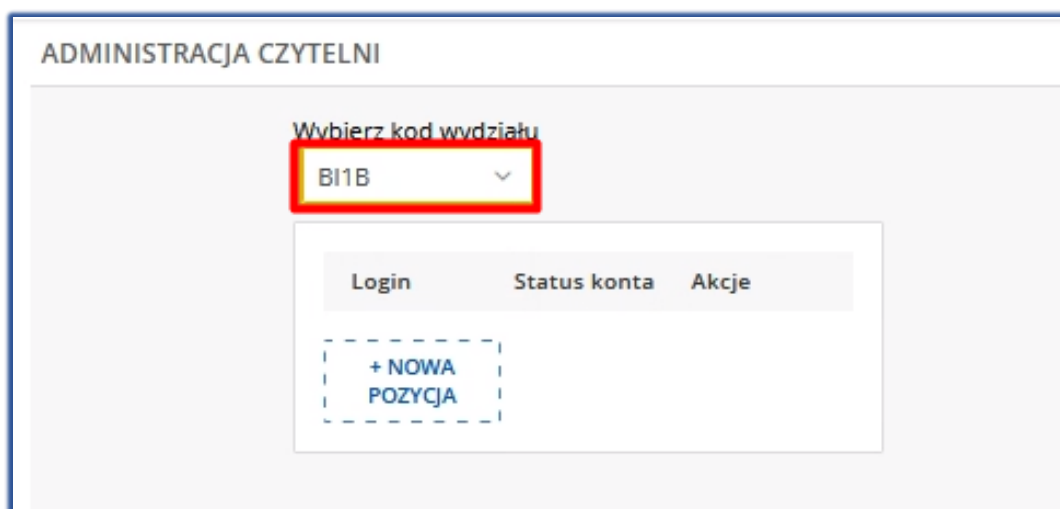 ADMINISTRACJA CZYTELNI
Wybierz kod wydziału
BI1B
Login Status konta Akcje
+ NOWA
POZYCJA